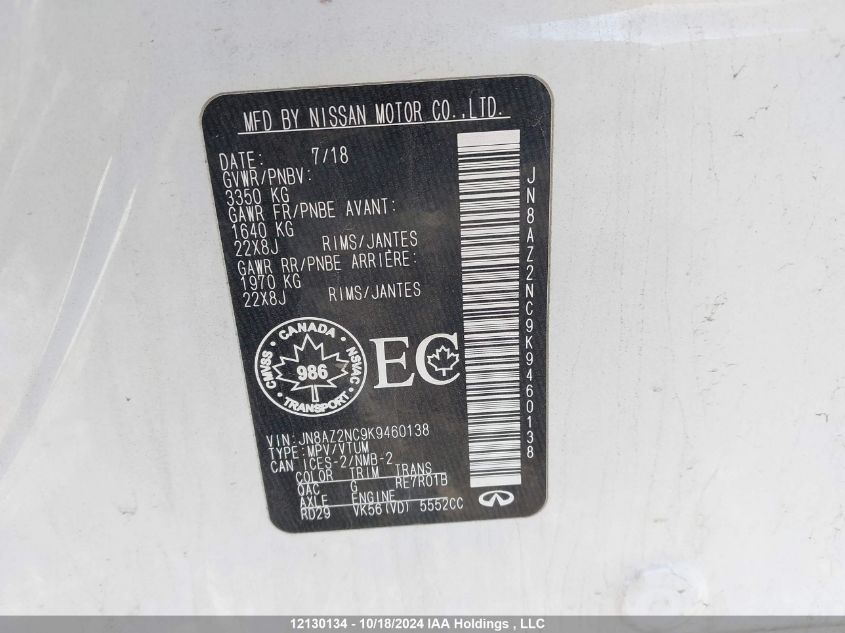 MFD BY NISSAN MOTOR CO.,LTD.
DATE: 7/18
GVWR/PNBV:
3350 KG
GAWR FR/PNBE AVANT:
1640 KG
22X8J RIMS/JANTES
GAWR RR/PNBE ARRIÈRE:
1970 KG
22X8J RIMS/JANTES
CANADA
CMVSS 986 NSVAC
TRANSPORT
EC
JN8AZ2NC9K9460138
VIN:JN8AZ2NC9K9460138
TYPE:MPV/VTUM
CAN ICES-2/NMB-2
COLOR TRIM TRANS
QAC G RE7R01B
AXLE ENGINE
RD29 VK56(VD) 5552CC
12130134 - 10/18/2024 IAA Holdings , LLC